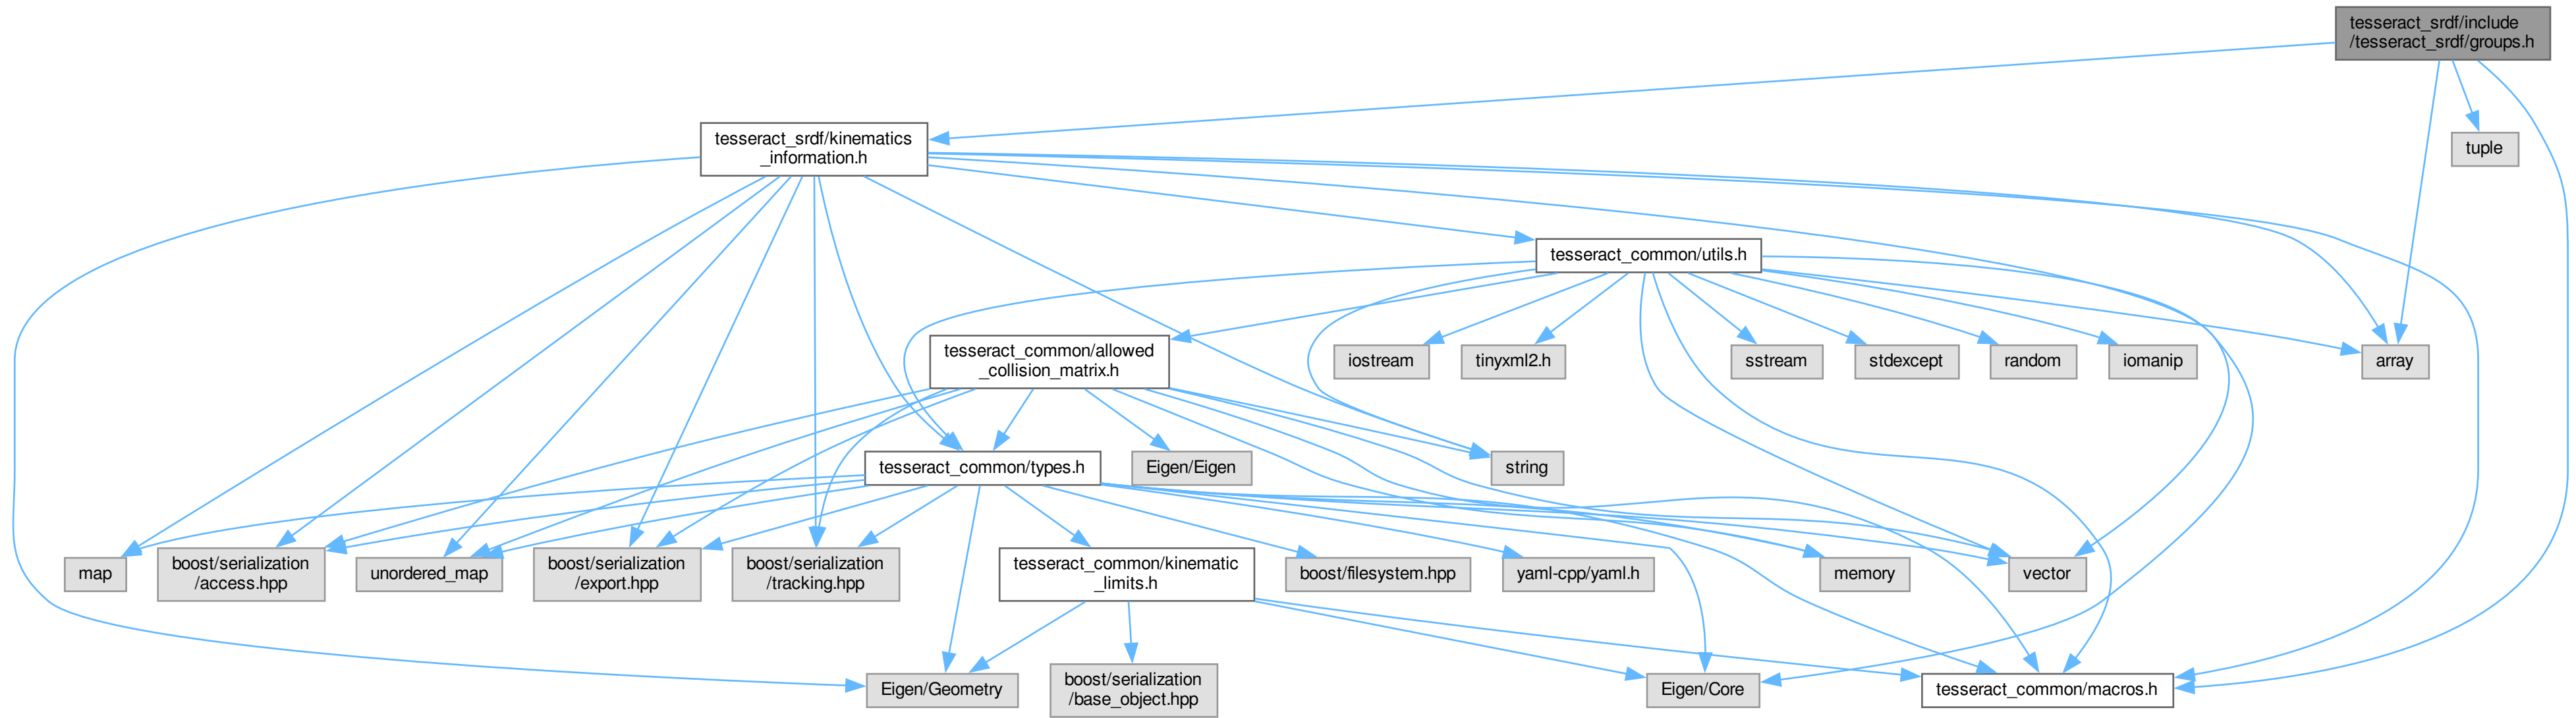 tesseract_srdf/include
/tesseract_srdf/groups.h
tesseract_srdf/kinematics
_information.h
tuple
tesseract_common/utils.h
tesseract_common/allowed
_collision_matrix.h
iostream
tinyxml2.h
sstream
stdexcept
random
iomanip
array
tesseract_common/types.h
Eigen/Eigen
string
map
boost/serialization
/access.hpp
unordered_map
boost/serialization
/export.hpp
boost/serialization
/tracking.hpp
tesseract_common/kinematic
_limits.h
boost/filesystem.hpp
yaml-cpp/yaml.h
memory
vector
Eigen/Geometry
boost/serialization
/base_object.hpp
Eigen/Core
tesseract_common/macros.h